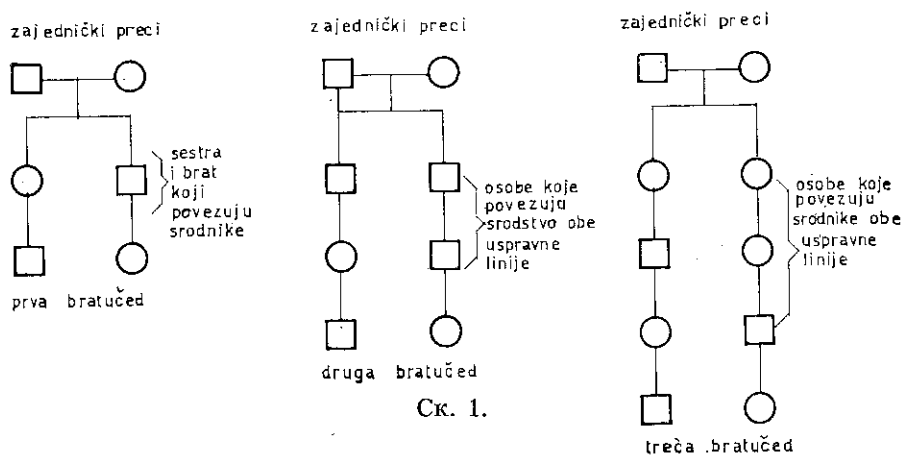 zajednički preci
sestra
i brat
koji
povezuju
srodnike
prva bratučed
zajednički preci
osobe koje
povezuju
srodstvo obe
uspravne
linije
druga bratučed
zajednički preci
osobe koje
povezuju
srodnike obe
uspravne
linije
treča .bratučed
Ск. 1.